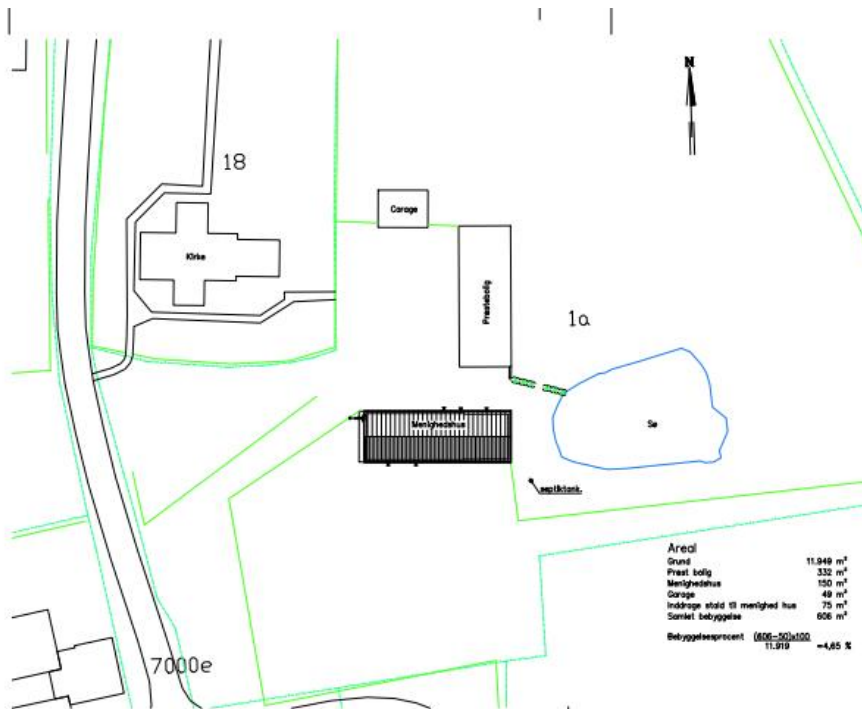 N
18
Garage
Kirke
Præstebolig
1a
Menighedshus
Sø
septiktank.
Areal
Grund 11.949 m²
Præst bolig 332 m²
Menighedshus 150 m²
Garage 49 m²
Inddrage stald til menighed hus 75 m²
Samlet bebyggelse 606 m²
Bebyggelsesprocent (606-50)x100
11.919 =4,65 %
7000e